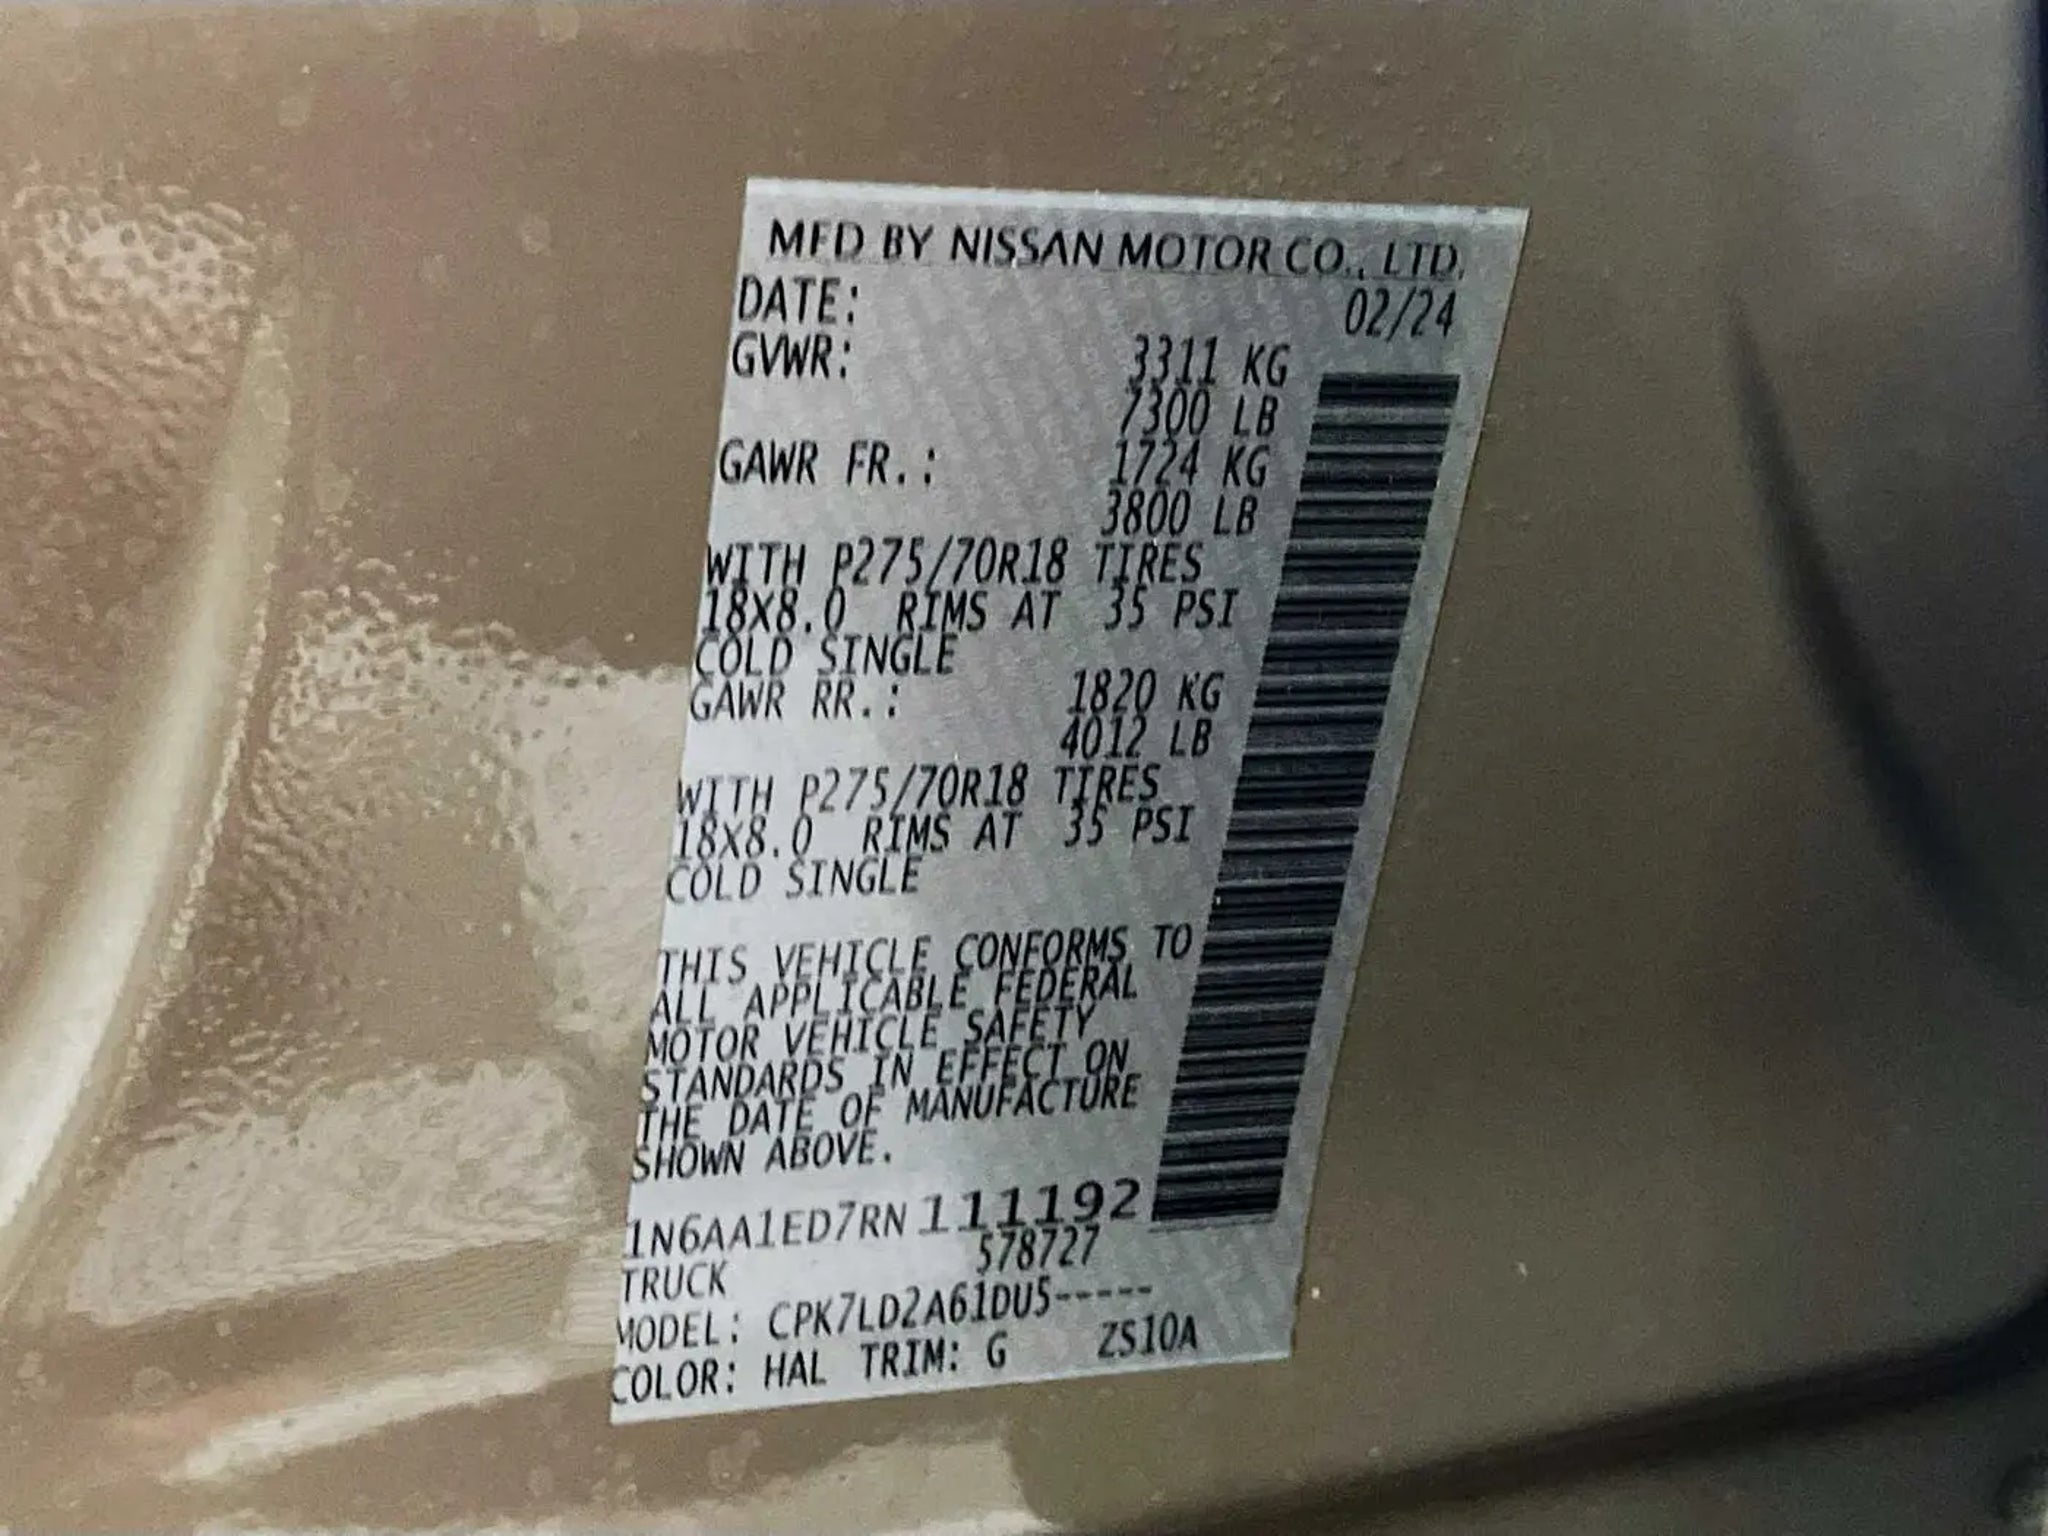 MFD BY NISSAN MOTOR CO., LTD.
DATE: 02/24
GVWR: 3311 KG
7300 LB
GAWR FR.: 1724 KG
3800 LB
WITH P275/70R18 TIRES
18X8.0 RIMS AT 35 PSI
COLD SINGLE
GAWR RR.: 1820 KG
4012 LB
WITH P275/70R18 TIRES
18X8.0 RIMS AT 35 PSI
COLD SINGLE
THIS VEHICLE CONFORMS TO
ALL APPLICABLE FEDERAL
MOTOR VEHICLE SAFETY
STANDARDS IN EFFECT ON
THE DATE OF MANUFACTURE
SHOWN ABOVE.
1N6AA1ED7RN111192
578727
TRUCK
MODEL: CPK7LD2A61DU5-----
COLOR: HAL TRIM: G ZS10A